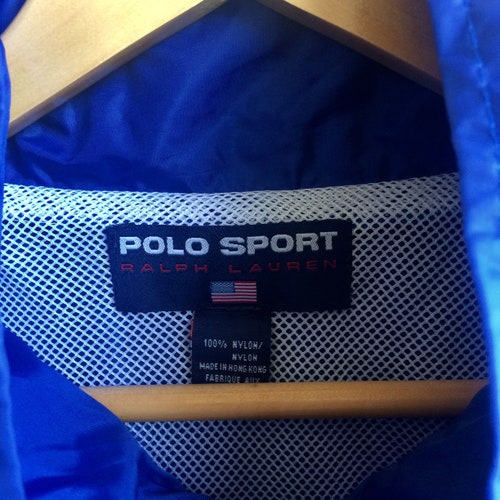 POLO SPORT
RALPH LAUREN
100% NYLON/
NYLON
MADE IN HONG KONG
FABRIQUE AUX